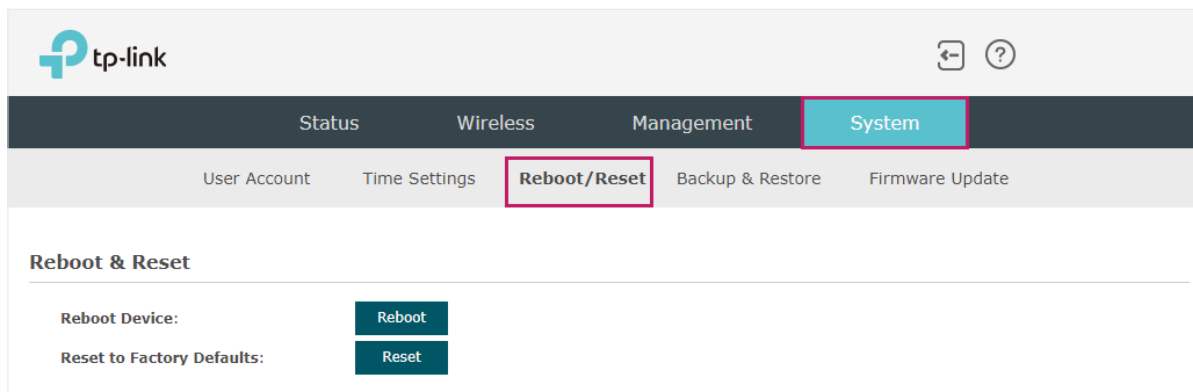 tp-link
Status Wireless Management System
User Account Time Settings Reboot/Reset Backup & Restore Firmware Update
Reboot & Reset
Reboot Device: Reboot
Reset to Factory Defaults: Reset